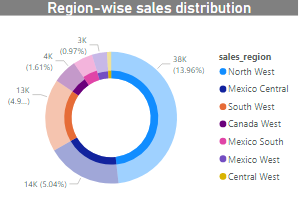 Region-wise sales distribution
3K
(0.97%)
4K
(1.61%)
13K
(4.9...)
14K (5.04%)
38K
(13.96%)
sales_region
North West
Mexico Central
South West
Canada West
Mexico South
Mexico West
Central West